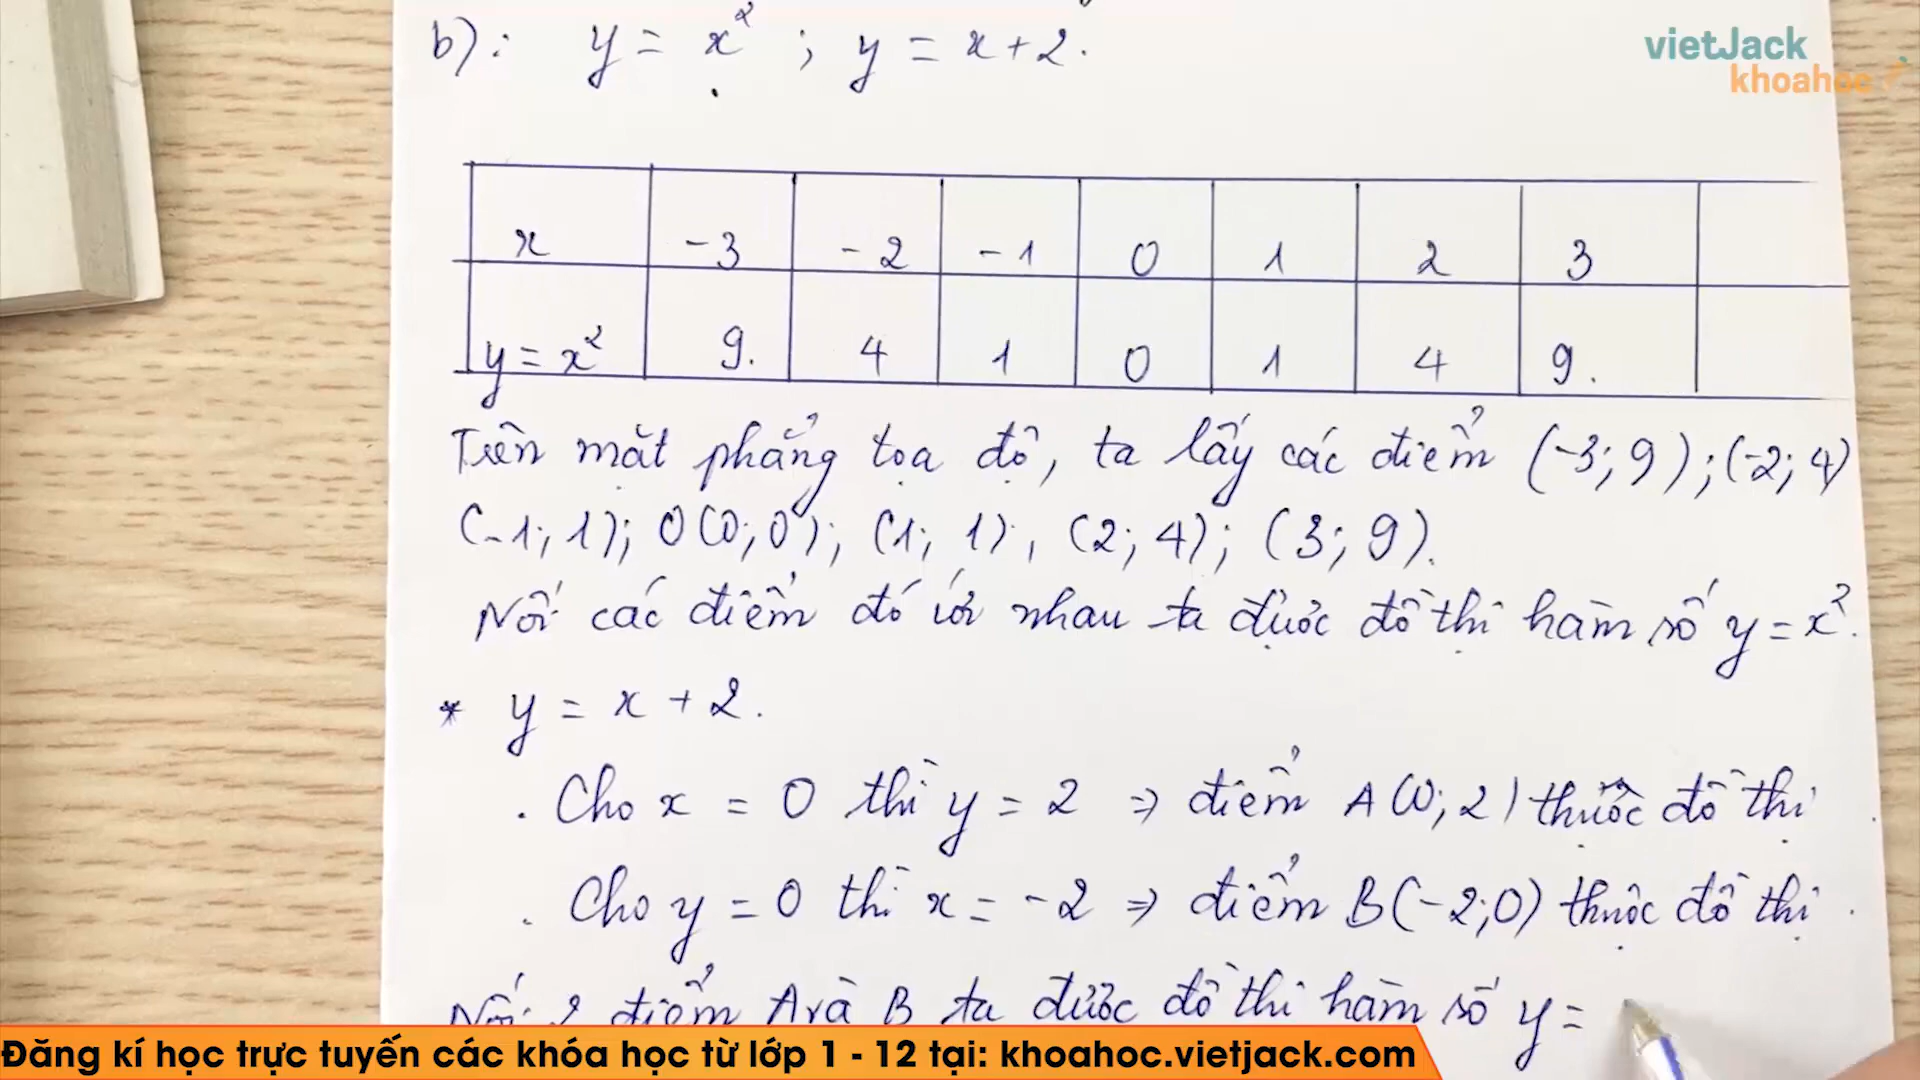 b): y = x² ; y = x + 2.
vietJack
khoahoc
x -3 -2 -1 0 1 2 3
y = x² 9. 4 1 0 1 4 9.
Trên mặt phẳng tọa độ, ta lấy các điểm (-3; 9); (-2; 4)
(-1; 1); O(0; 0); (1; 1); (2; 4); (3; 9).
Nối các điểm đó với nhau ta được đồ thị hàm số y = x².
* y = x + 2.
. Cho x = 0 thì y = 2 => điểm A(0; 2) thuộc đồ thị
. Cho y = 0 thì x = -2 => điểm B(-2; 0) thuộc đồ thị.
Nối 2 điểm A và B ta được đồ thị hàm số y =
Đăng kí học trực tuyến các khóa học từ lớp 1 - 12 tại: khoahoc.vietjack.com